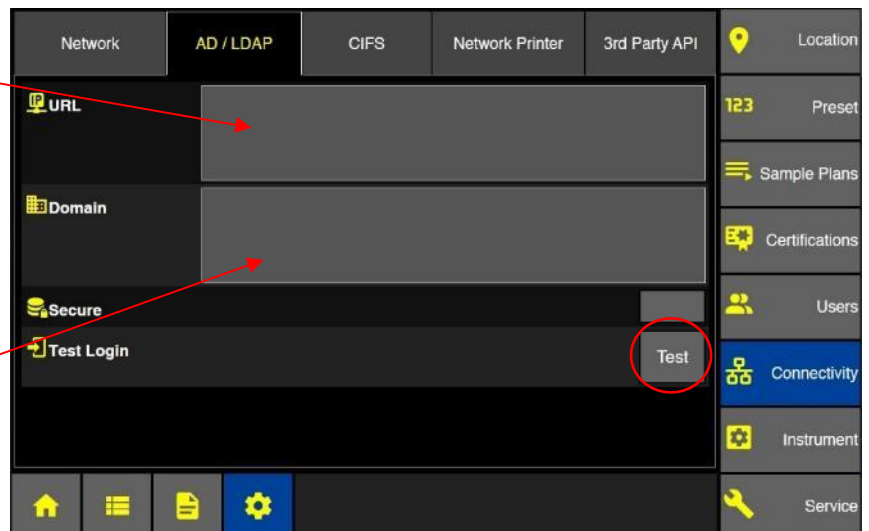 Network AD / LDAP CIFS Network Printer 3rd Party API
Location
IP URL
123 Preset
Sample Plans
Domain
Certifications
Secure
Users
Test Login Test
Connectivity
Instrument
Service